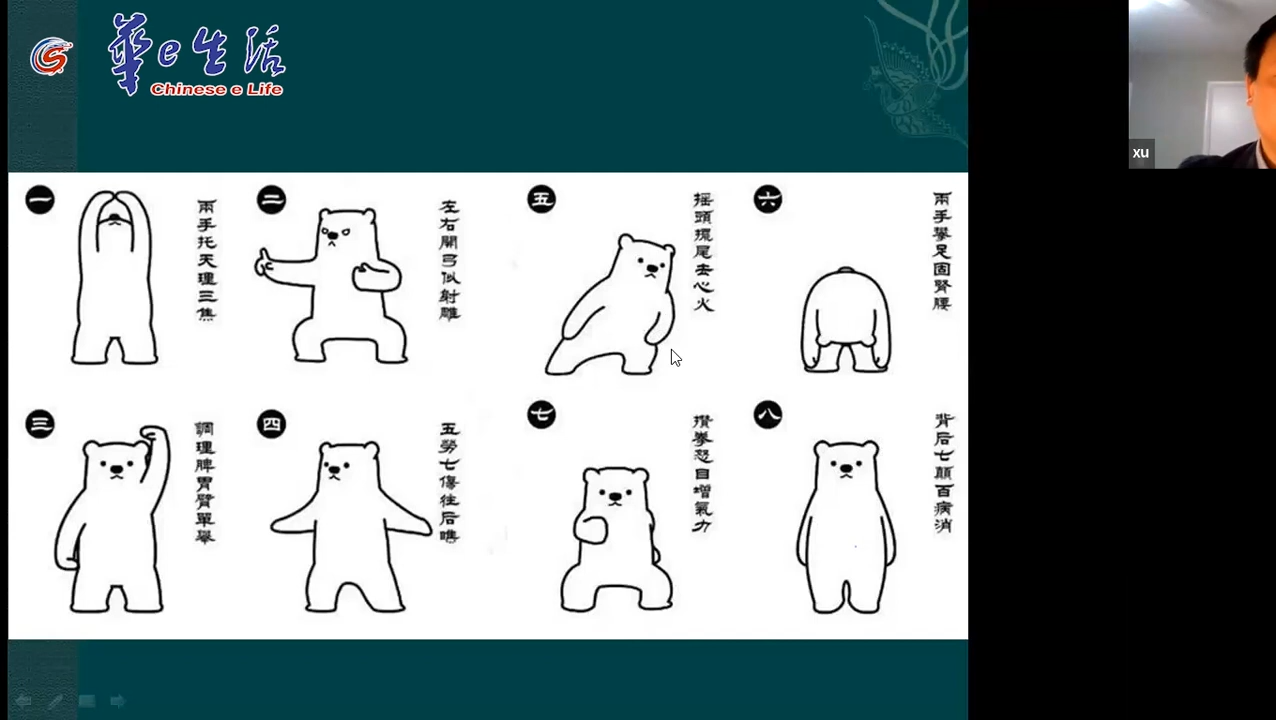 華e生活
Chinese e Life
xu
一
兩手托天理三焦
二
左右開弓似射雕
五
摇頭擺尾去心火
六
兩手攀足固腎腰
三
調理脾胃臂單舉
四
五勞七傷往后瞧
七
攢拳怒目增氣力
八
背后七顛百病消